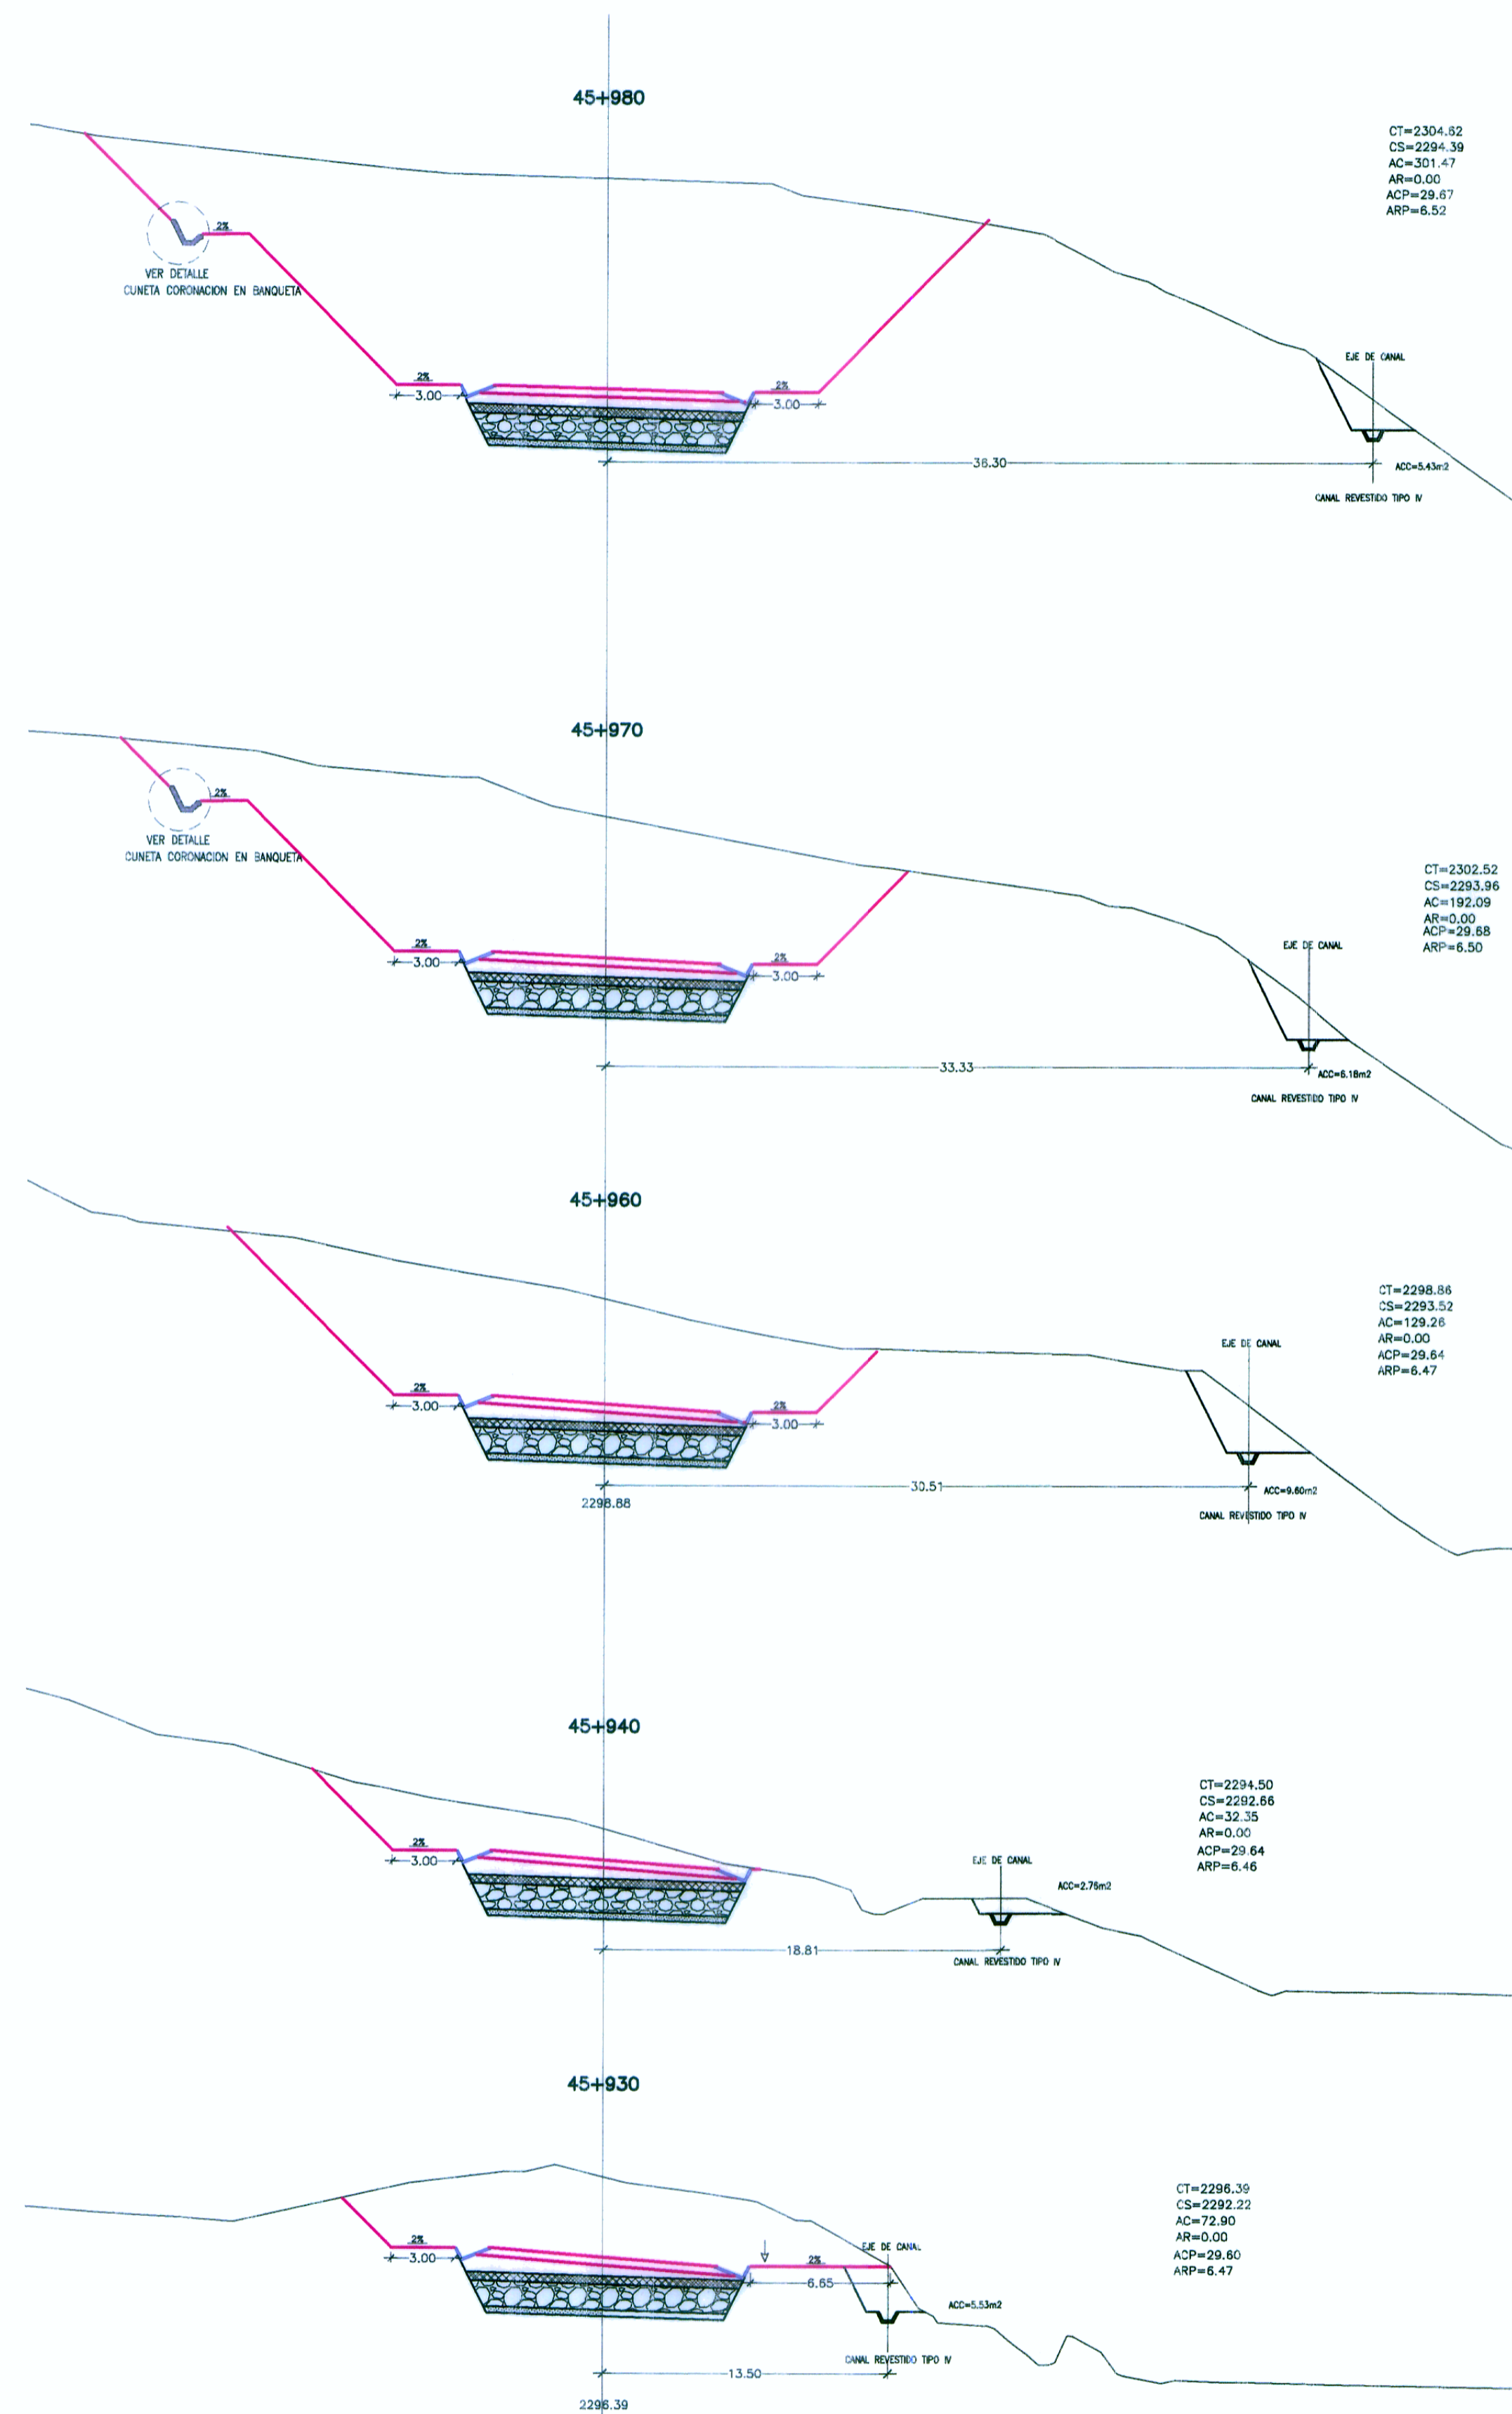 45+980
CT=2304.62
CS=2294.39
AC=301.47
AR=0.00
ACP=29.67
ARP=6.52
2%
VER DETALLE
CUNETA CORONACION EN BANQUETA
EJE DE CANAL
2%
3.00
2%
3.00
36.30
ACC=5.43m2
CANAL REVESTIDO TIPO IV
45+970
2%
VER DETALLE
CUNETA CORONACION EN BANQUETA
CT=2302.52
CS=2293.96
AC=192.09
AR=0.00
ACP=29.68
ARP=6.50
EJE DE CANAL
2%
3.00
2%
3.00
33.33
ACC=6.18m2
CANAL REVESTIDO TIPO IV
45+960
CT=2298.86
CS=2293.52
AC=129.26
AR=0.00
ACP=29.64
ARP=6.47
EJE DE CANAL
2%
3.00
2%
3.00
30.51
ACC=9.60m2
2298.88
CANAL REVESTIDO TIPO IV
45+940
CT=2294.50
CS=2292.66
AC=32.35
AR=0.00
ACP=29.64
ARP=6.46
2%
3.00
EJE DE CANAL
ACC=2.75m2
18.81
CANAL REVESTIDO TIPO IV
45+930
CT=2296.39
CS=2292.22
AC=72.90
AR=0.00
ACP=29.60
ARP=6.47
2%
3.00
EJE DE CANAL
2%
6.65
ACC=5.53m2
CANAL REVESTIDO TIPO IV
13.50
2296.39